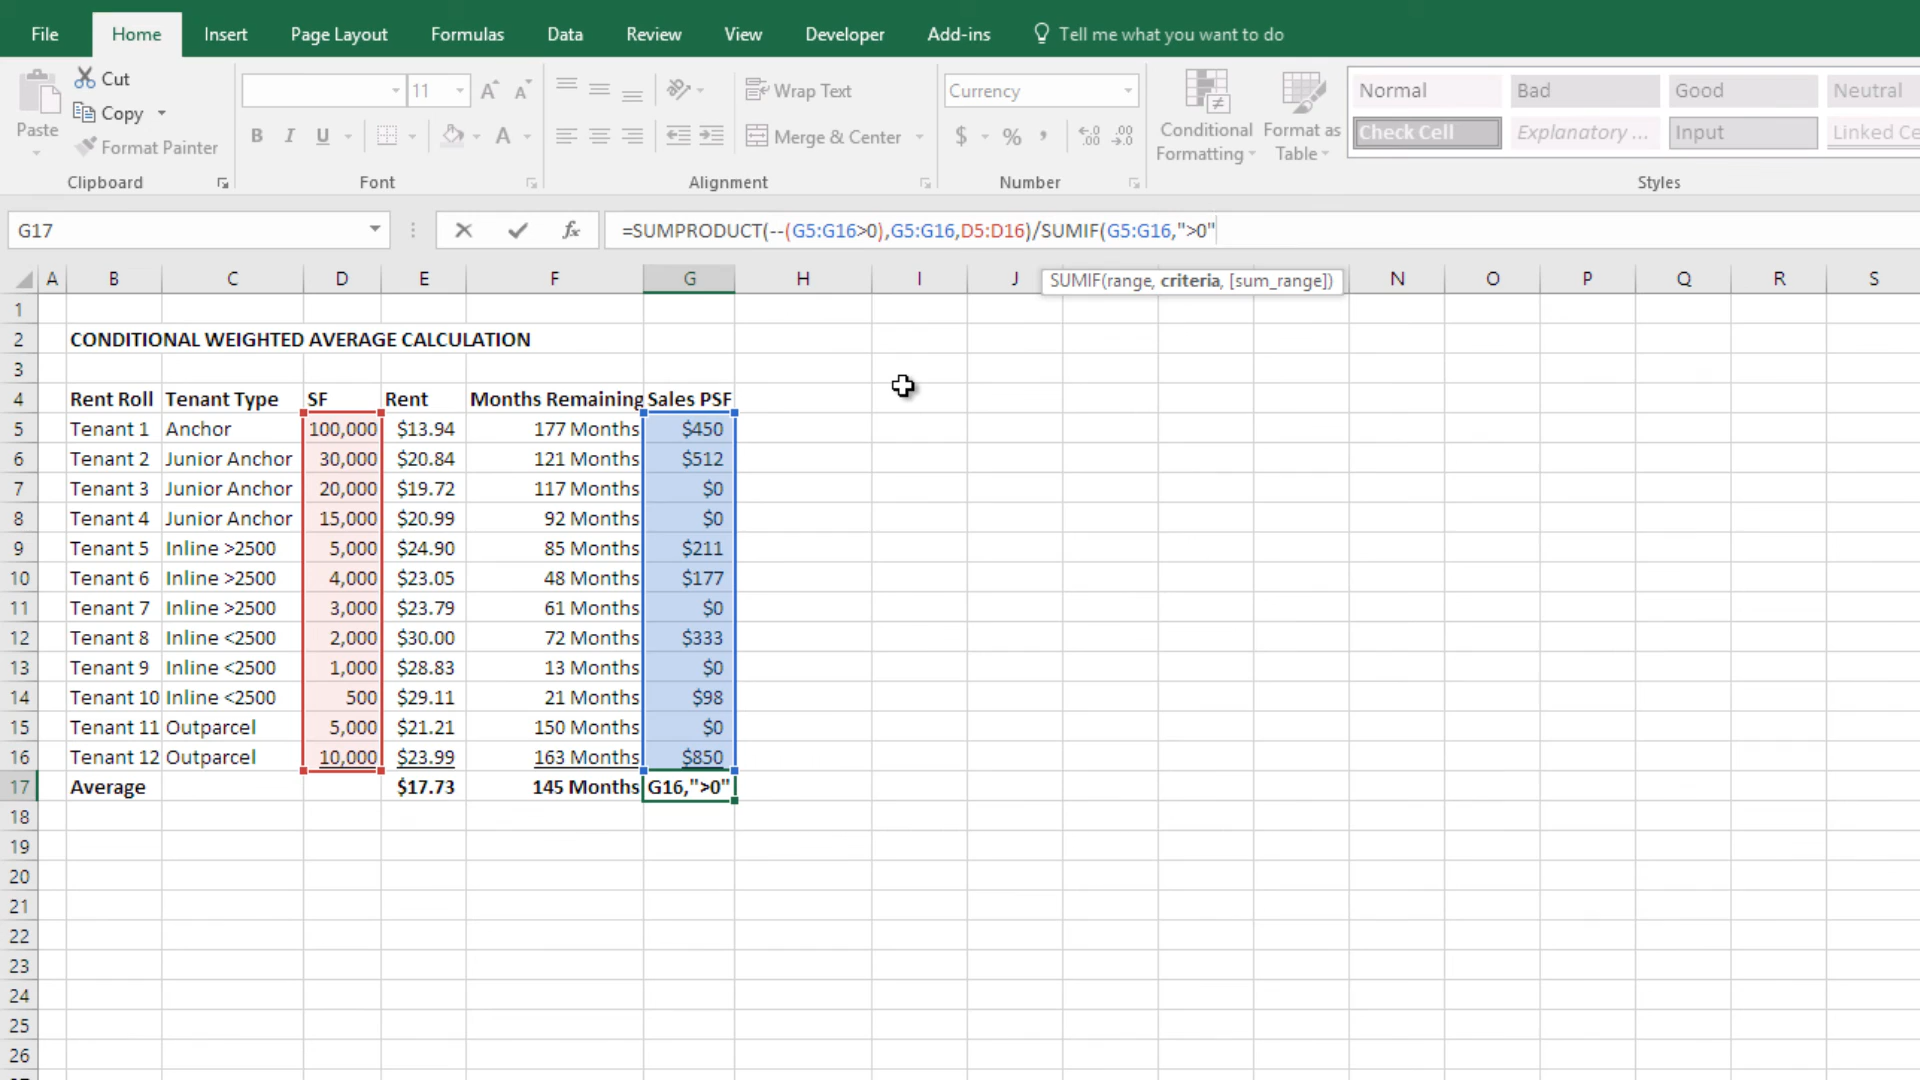 File Home Insert Page Layout Formulas Data Review View Developer Add-ins Tell me what you want to do
Cut
Copy
Format Painter
Paste
Clipboard
11
Font
Wrap Text
Merge & Center
Alignment
Currency
Number
Conditional Formatting
Format as Table
Normal Bad Good Neutral
Check Cell Explanatory ... Input Linked Ce
Styles
G17 =SUMPRODUCT(--(G5:G16>0),G5:G16,D5:D16)/SUMIF(G5:G16,">0"
SUMIF(range, criteria, [sum_range])
A B C D E F G H I J N O P Q R S
1
2 CONDITIONAL WEIGHTED AVERAGE CALCULATION
3
4 Rent Roll Tenant Type SF Rent Months Remaining Sales PSF
5 Tenant 1 Anchor 100,000 $13.94 177 Months $450
6 Tenant 2 Junior Anchor 30,000 $20.84 121 Months $512
7 Tenant 3 Junior Anchor 20,000 $19.72 117 Months $0
8 Tenant 4 Junior Anchor 15,000 $20.99 92 Months $0
9 Tenant 5 Inline >2500 5,000 $24.90 85 Months $211
10 Tenant 6 Inline >2500 4,000 $23.05 48 Months $177
11 Tenant 7 Inline >2500 3,000 $23.79 61 Months $0
12 Tenant 8 Inline <2500 2,000 $30.00 72 Months $333
13 Tenant 9 Inline <2500 1,000 $28.83 13 Months $0
14 Tenant 10 Inline <2500 500 $29.11 21 Months $98
15 Tenant 11 Outparcel 5,000 $21.21 150 Months $0
16 Tenant 12 Outparcel 10,000 $23.99 163 Months $850
17 Average $17.73 145 Months G16,">0"
18
19
20
21
22
23
24
25
26